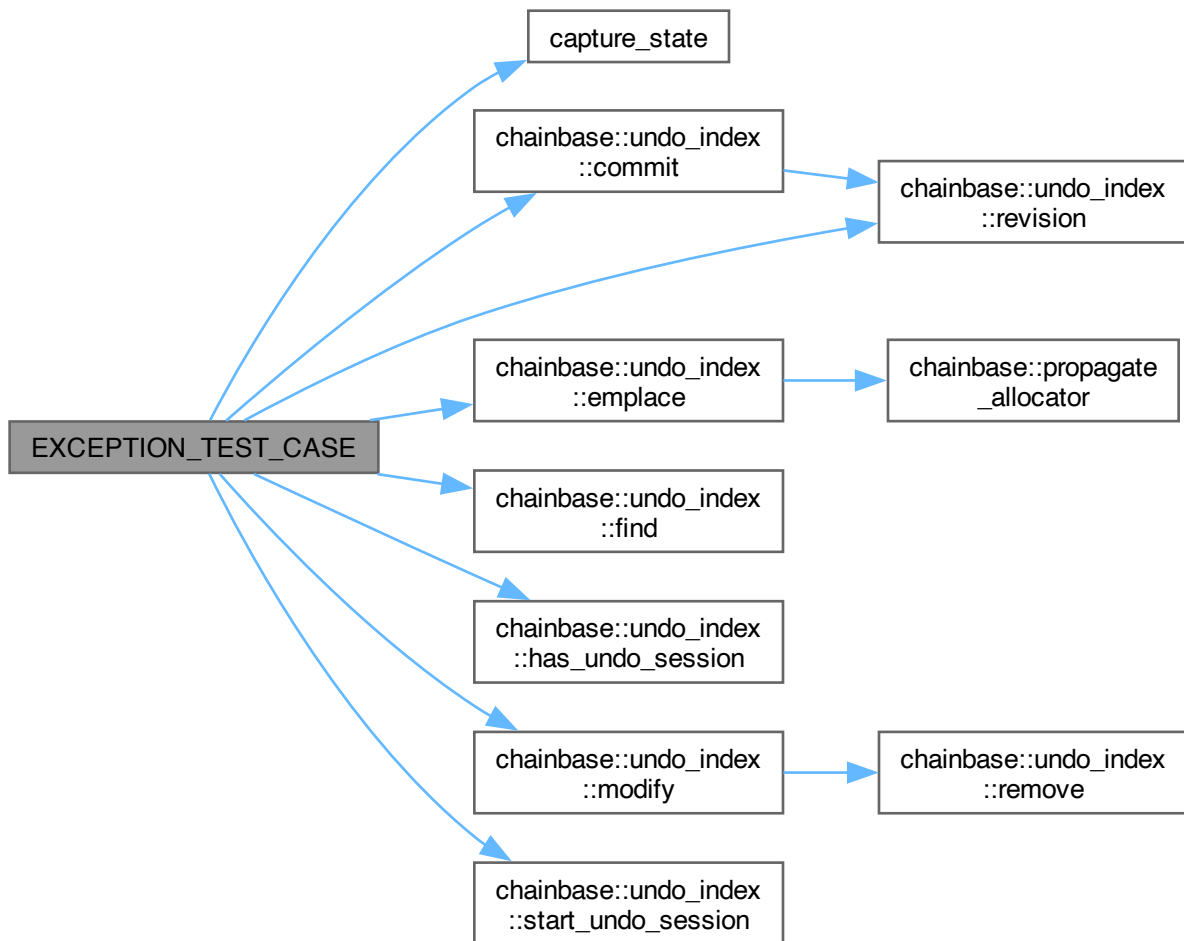 capture_state
chainbase::undo_index
::commit
chainbase::undo_index
::revision
chainbase::undo_index
::emplace
chainbase::propagate
_allocator
EXCEPTION_TEST_CASE
chainbase::undo_index
::find
chainbase::undo_index
::has_undo_session
chainbase::undo_index
::modify
chainbase::undo_index
::remove
chainbase::undo_index
::start_undo_session